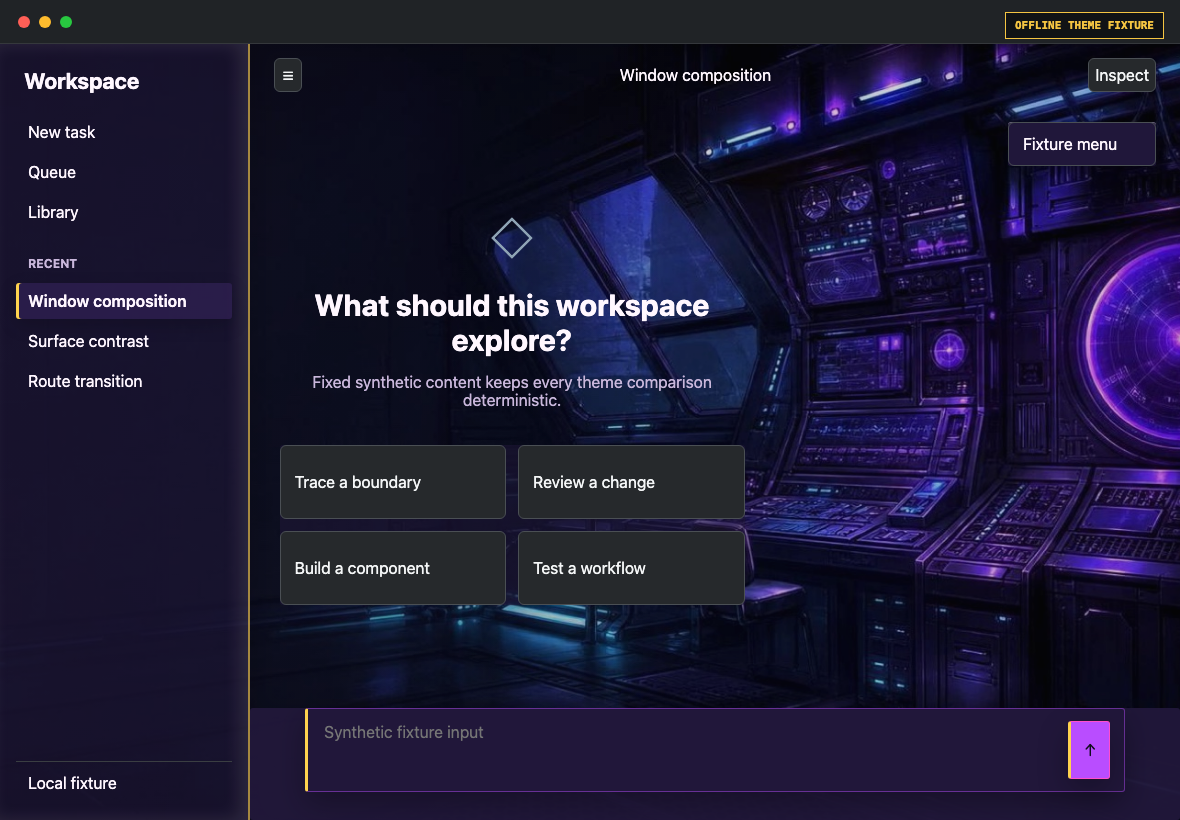 OFFLINE THEME FIXTURE
Workspace
New task
Queue
Library
RECENT
Window composition
Surface contrast
Route transition
Local fixture
Window composition
Inspect
Fixture menu
What should this workspace
explore?
Fixed synthetic content keeps every theme comparison
deterministic.
Trace a boundary
Review a change
Build a component
Test a workflow
Synthetic fixture input